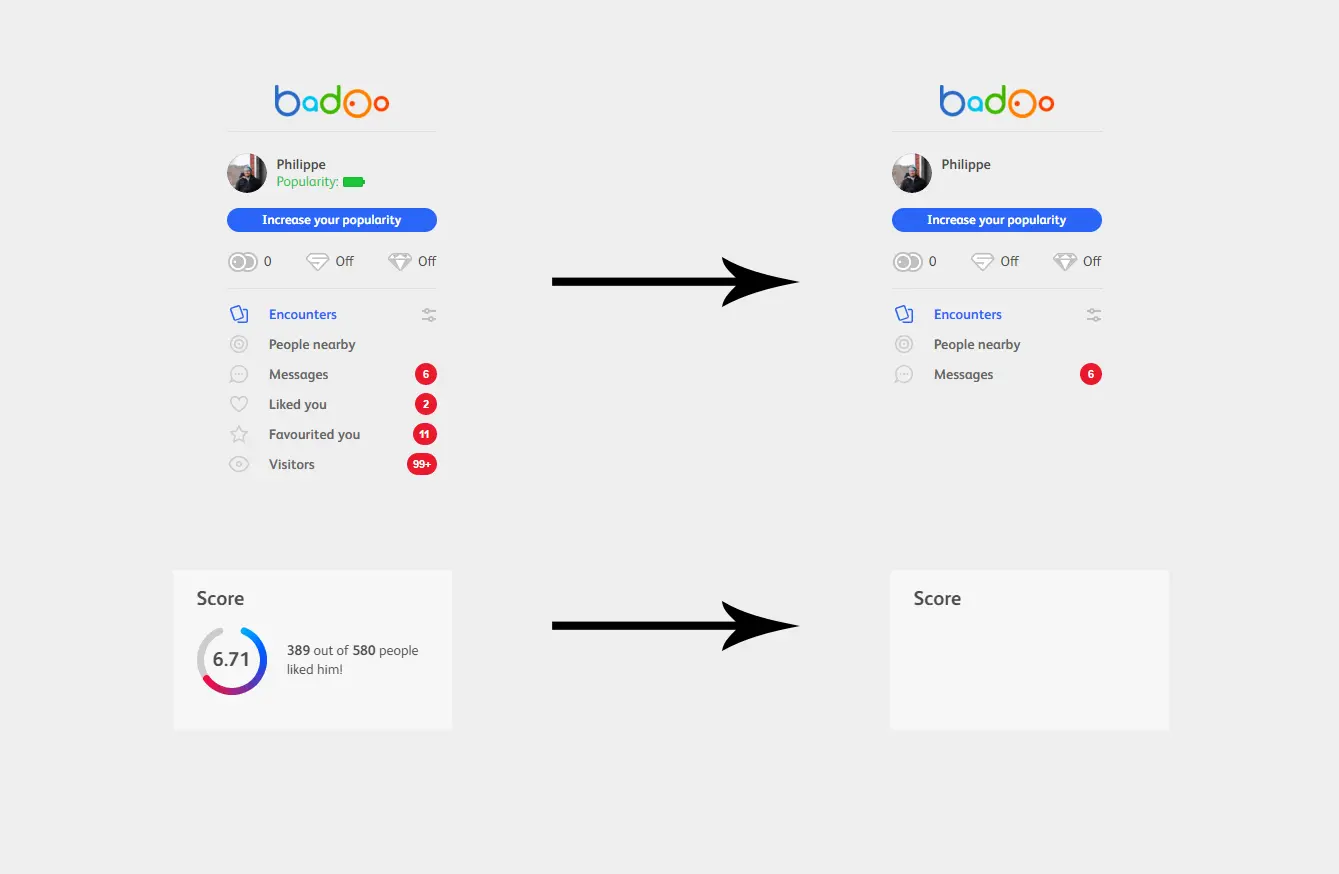 badoo
Philippe
Popularity:
Increase your popularity
0 Off Off
Encounters
People nearby
Messages 6
Liked you 2
Favourited you 11
Visitors 99+
badoo
Philippe
Increase your popularity
0 Off Off
Encounters
People nearby
Messages 6
Score
6.71
389 out of 580 people
liked him!
Score